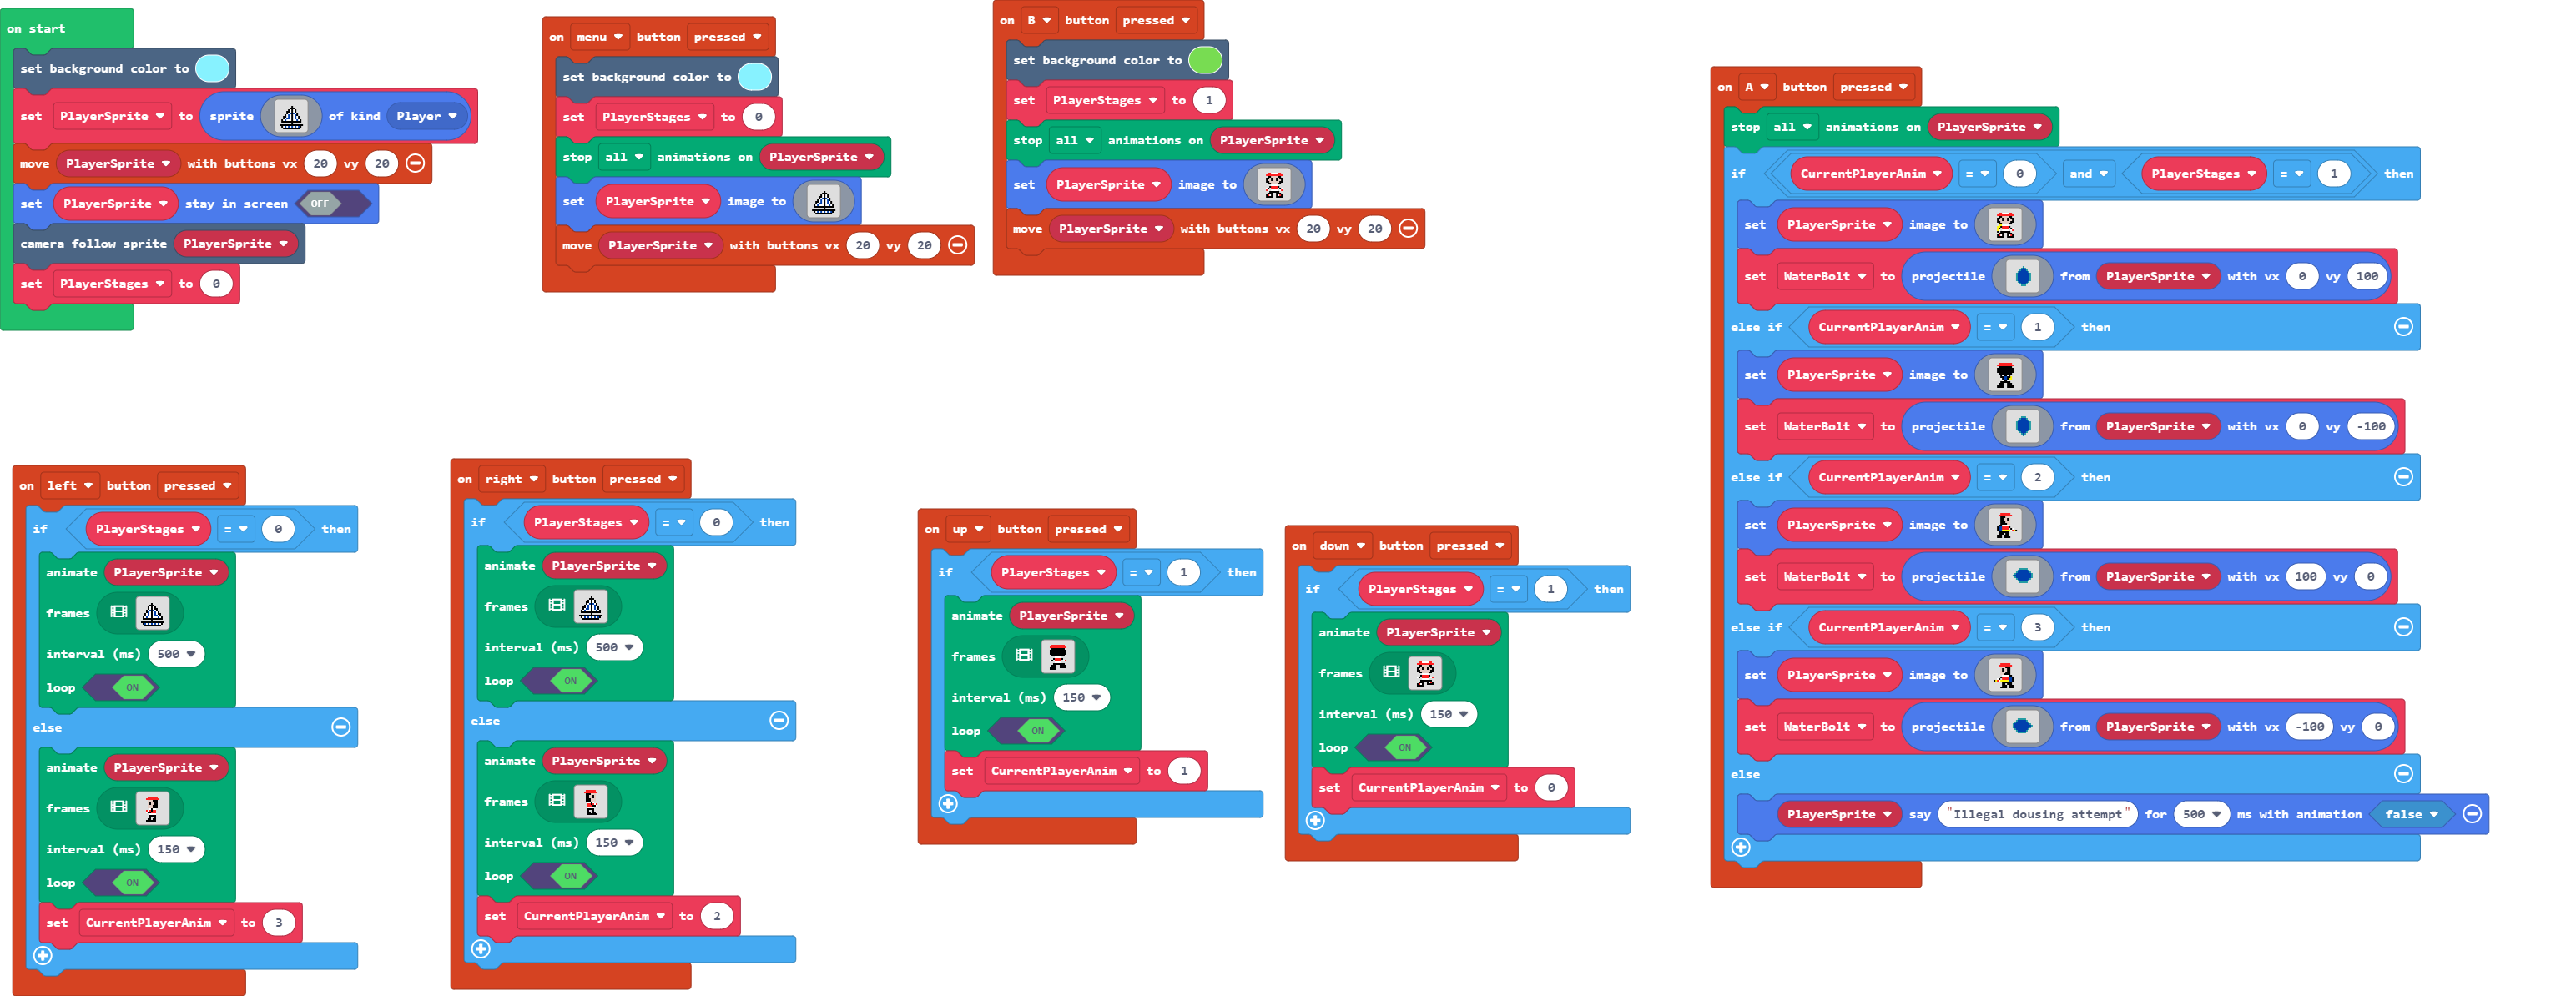 on start
set background color to
set PlayerSprite to sprite of kind Player
move PlayerSprite with buttons vx 20 vy 20
set PlayerSprite stay in screen OFF
camera follow sprite PlayerSprite
set PlayerStages to 0
on menu button pressed
set background color to
set PlayerStages to 0
stop all animations on PlayerSprite
set PlayerSprite image to
move PlayerSprite with buttons vx 20 vy 20
on B button pressed
set background color to
set PlayerStages to 1
stop all animations on PlayerSprite
set PlayerSprite image to
move PlayerSprite with buttons vx 20 vy 20
on A button pressed
stop all animations on PlayerSprite
if CurrentPlayerAnim = 0 and PlayerStages = 1 then
set PlayerSprite image to
set WaterBolt to projectile from PlayerSprite with vx 0 vy 100
else if CurrentPlayerAnim = 1 then
set PlayerSprite image to
set WaterBolt to projectile from PlayerSprite with vx 0 vy -100
else if CurrentPlayerAnim = 2 then
set PlayerSprite image to
set WaterBolt to projectile from PlayerSprite with vx 100 vy 0
else if CurrentPlayerAnim = 3 then
set PlayerSprite image to
set WaterBolt to projectile from PlayerSprite with vx -100 vy 0
else
PlayerSprite say "Illegal dousing attempt" for 500 ms with animation false
on left button pressed
if PlayerStages = 0 then
animate PlayerSprite
frames
interval (ms) 500
loop ON
else
animate PlayerSprite
frames
interval (ms) 150
loop ON
set CurrentPlayerAnim to 3
on right button pressed
if PlayerStages = 0 then
animate PlayerSprite
frames
interval (ms) 500
loop ON
else
animate PlayerSprite
frames
interval (ms) 150
loop ON
set CurrentPlayerAnim to 2
on up button pressed
if PlayerStages = 1 then
animate PlayerSprite
frames
interval (ms) 150
loop ON
set CurrentPlayerAnim to 1
on down button pressed
if PlayerStages = 1 then
animate PlayerSprite
frames
interval (ms) 150
loop ON
set CurrentPlayerAnim to 0